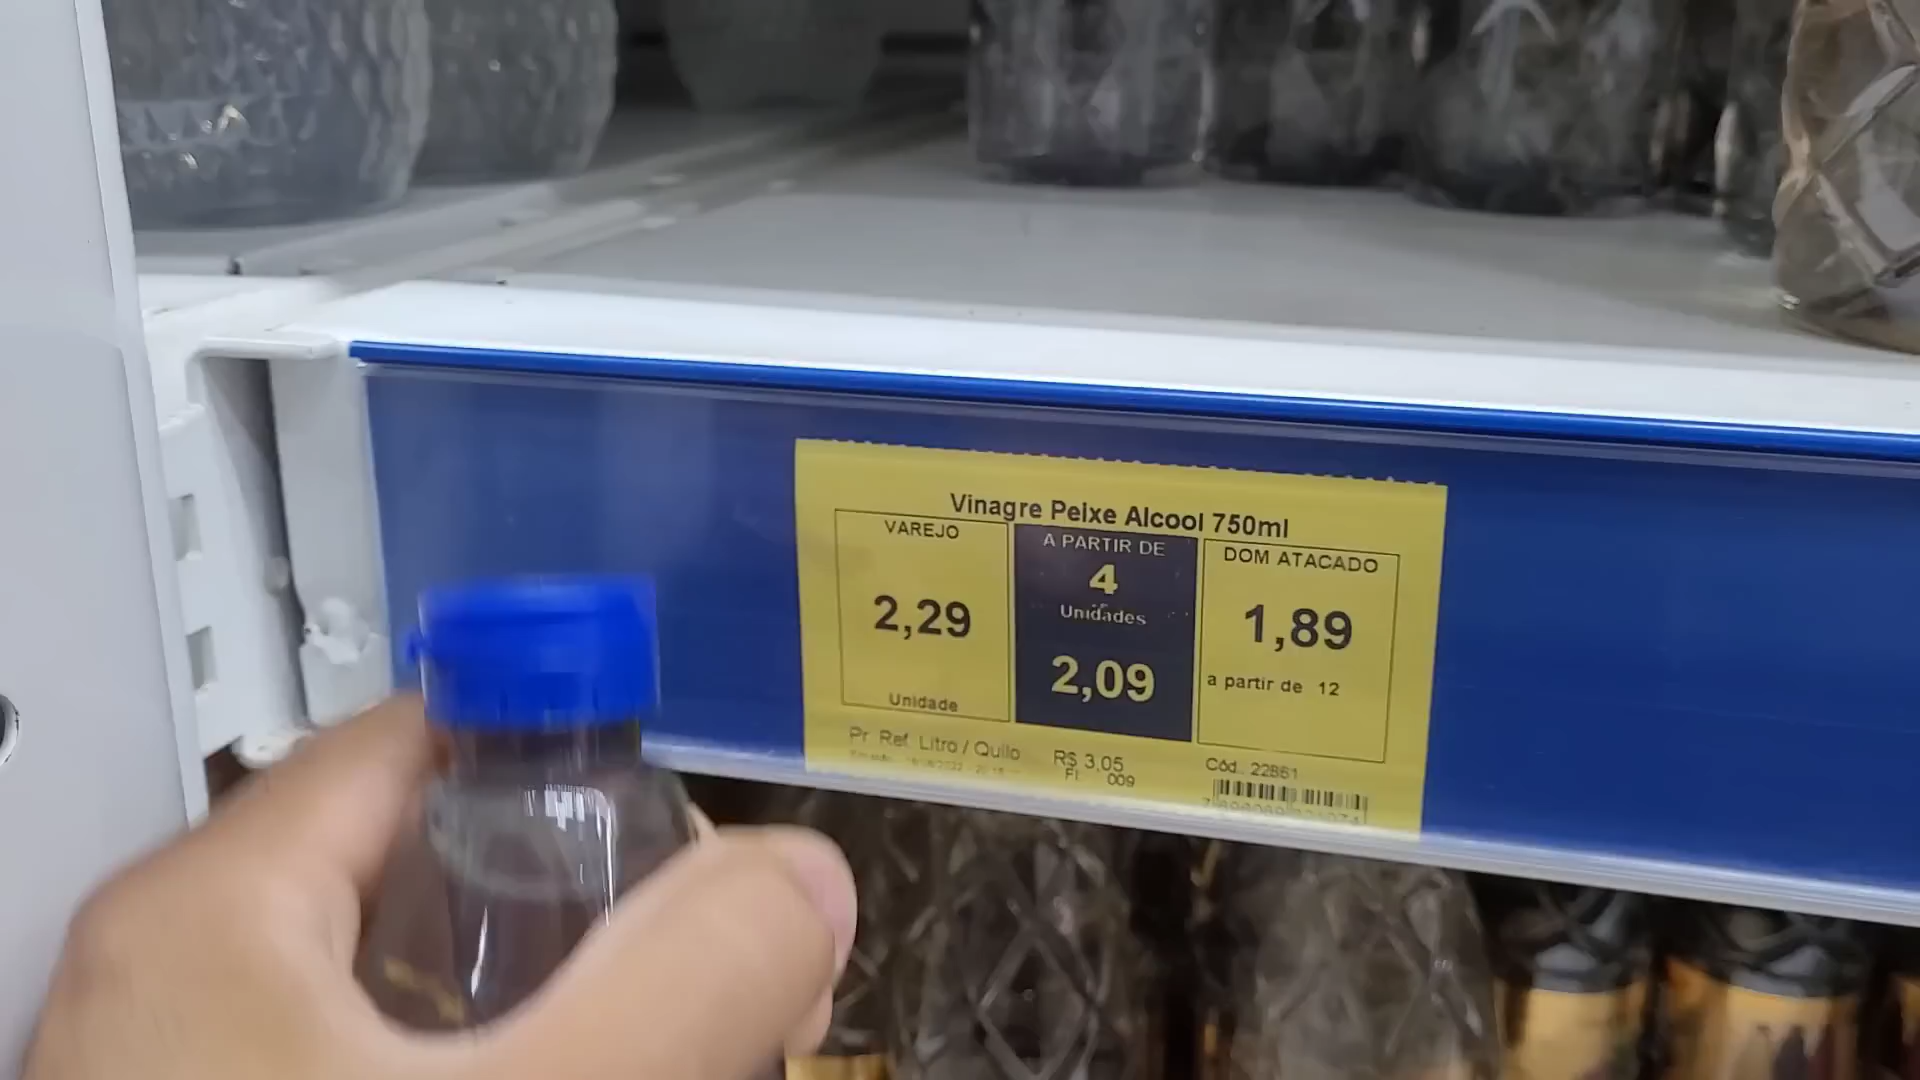 Vinagre Peixe Alcool 750ml
VAREJO
2,29
Unidade
A PARTIR DE
4
Unidades
2,09
DOM ATACADO
1,89
a partir de 12
Pr. Ref. Litro / Quilo
R$ 3,05
Fl: 009
Cód.. 22861